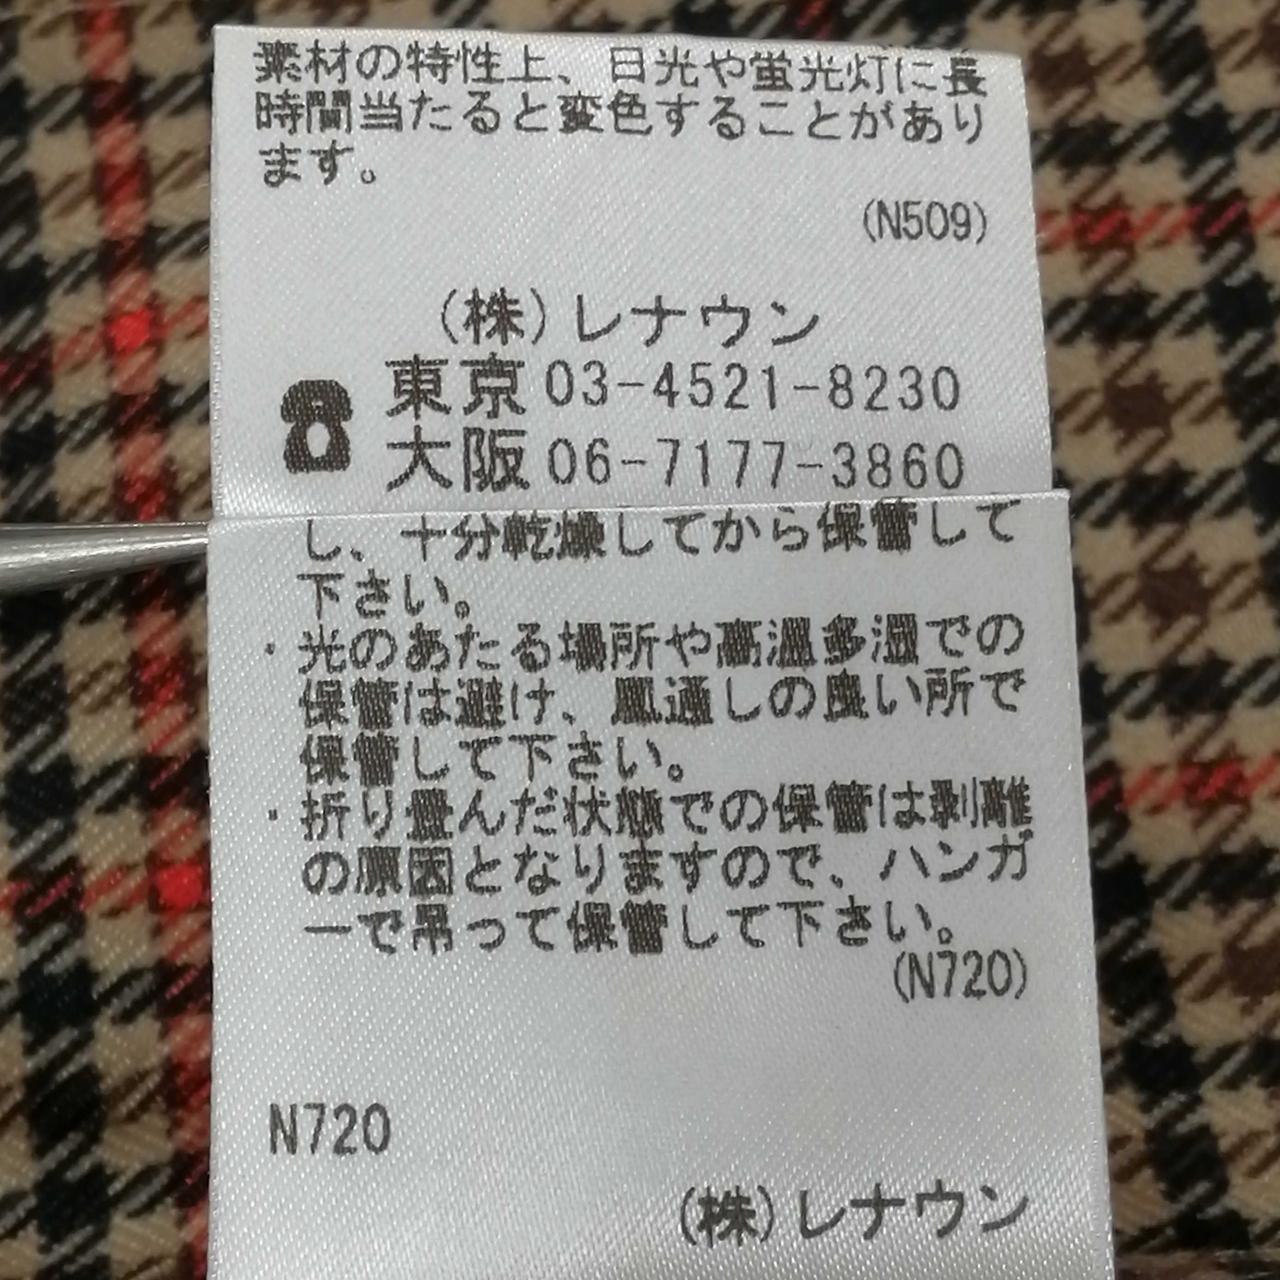 素材の特性上、日光や蛍光灯に長
時間当たると変色することがあり
ます。
(N509)
(株)レナウン
東京03-4521-8230
大阪06-7177-3860
し、十分乾燥してから保管して
下さい。
・光のあたる場所や高温多湿での
保管は避け、風通しの良い所で
保管して下さい。
・折り畳んだ状態での保管は剥離
の原因となりますので、ハンガ
ーで吊って保管して下さい。
(N720)
N720
(株)レナウン